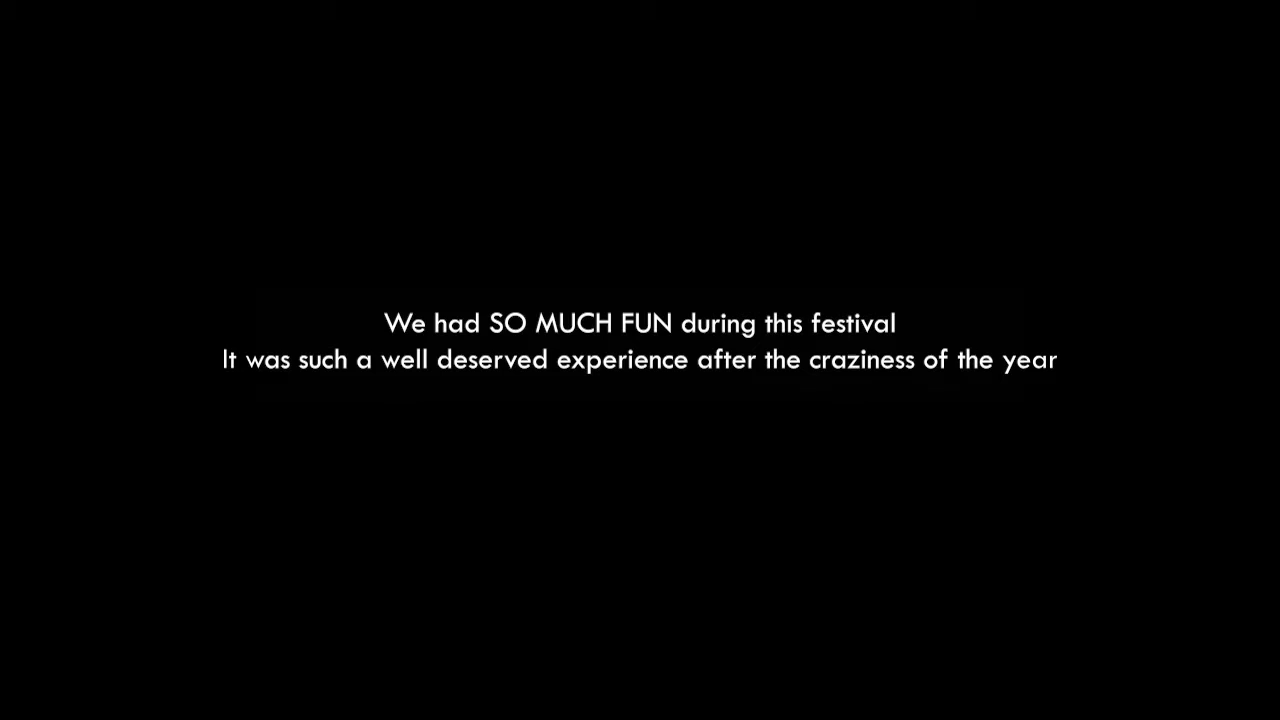 We had SO MUCH FUN during this festival
It was such a well deserved experience after the craziness of the year